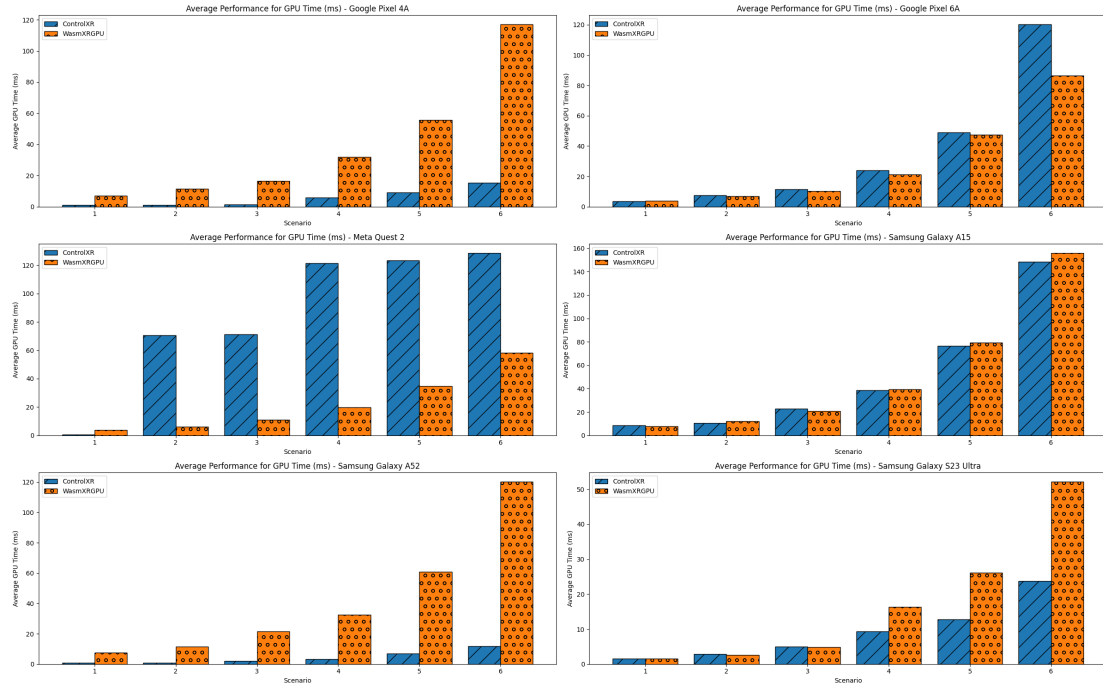 Average Performance for GPU Time (ms) - Google Pixel 4A
ControlXR
WasmXRGPU
Average GPU Time (ms)
120
100
80
60
40
20
0
1 2 3 4 5 6
Scenario
Average Performance for GPU Time (ms) - Google Pixel 6A
ControlXR
WasmXRGPU
Average GPU Time (ms)
120
100
80
60
40
20
0
1 2 3 4 5 6
Scenario
Average Performance for GPU Time (ms) - Meta Quest 2
ControlXR
WasmXRGPU
Average GPU Time (ms)
120
100
80
60
40
20
0
1 2 3 4 5 6
Scenario
Average Performance for GPU Time (ms) - Samsung Galaxy A15
ControlXR
WasmXRGPU
Average GPU Time (ms)
160
140
120
100
80
60
40
20
0
1 2 3 4 5 6
Scenario
Average Performance for GPU Time (ms) - Samsung Galaxy A52
ControlXR
WasmXRGPU
Average GPU Time (ms)
120
100
80
60
40
20
0
1 2 3 4 5 6
Scenario
Average Performance for GPU Time (ms) - Samsung Galaxy S23 Ultra
ControlXR
WasmXRGPU
Average GPU Time (ms)
50
40
30
20
10
0
1 2 3 4 5 6
Scenario